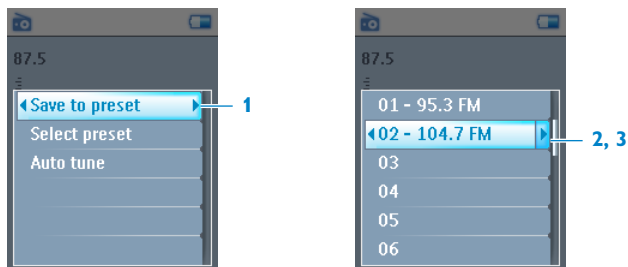 87.5
Save to preset
Select preset
Auto tune
1
87.5
01 - 95.3 FM
02 - 104.7 FM
03
04
05
06
2, 3